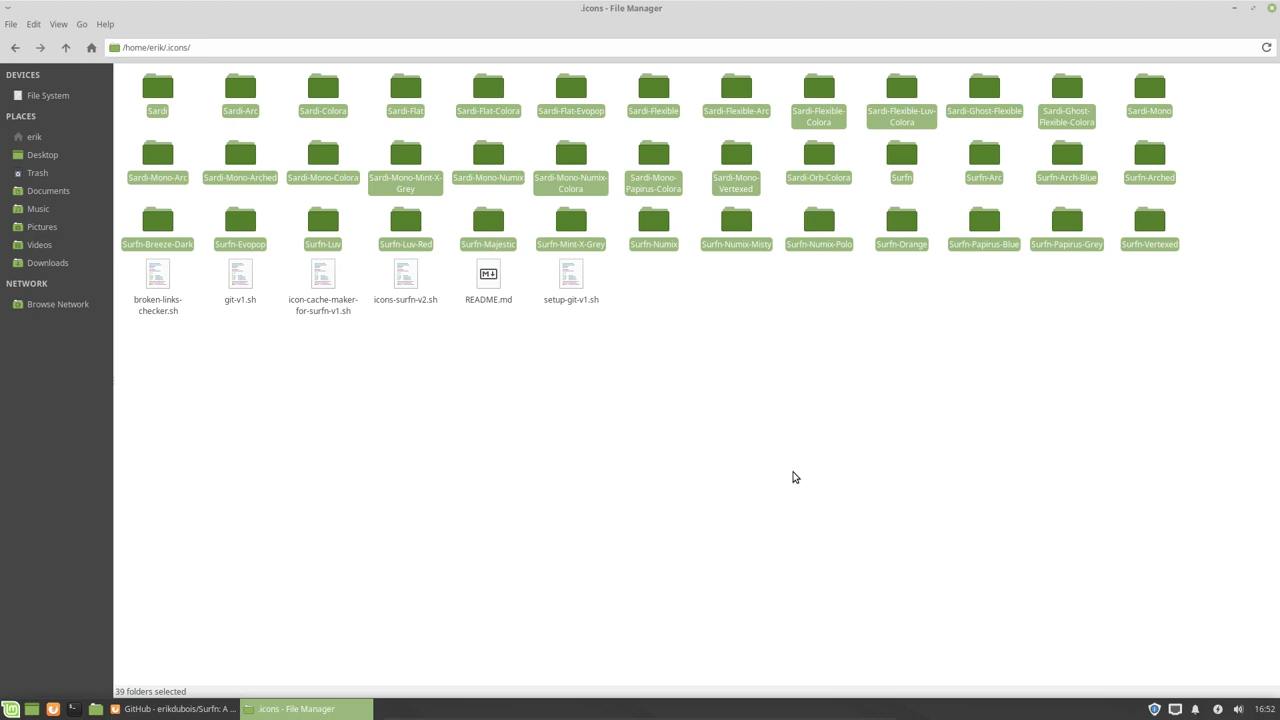 .icons - File Manager
File Edit View Go Help
/home/erik/.icons/
DEVICES
File System
PLACES
erik
Desktop
Trash
Documents
Music
Pictures
Videos
Downloads
NETWORK
Browse Network
Sardi Sardi-Arc Sardi-Colora Sardi-Flat Sardi-Flat-Colora Sardi-Flat-Evopop Sardi-Flexible Sardi-Flexible-Arc Sardi-Flexible- Sardi-Flexible-Luv- Sardi-Ghost-Flexible Sardi-Ghost- Sardi-Mono
Colora Colora Flexible-Colora
Sardi-Mono-Arc Sardi-Mono-Arched Sardi-Mono-Colora Sardi-Mono-Mint-X- Sardi-Mono-Numix Sardi-Mono-Numix- Sardi-Mono- Sardi-Mono- Sardi-Orb-Colora Surfn Surfn-Arc Surfn-Arch-Blue Surfn-Arched
Grey Colora Papirus-Colora Vertexed
Surfn-Breeze-Dark Surfn-Evopop Surfn-Luv Surfn-Luv-Red Surfn-Majestic Surfn-Mint-X-Grey Surfn-Numix Surfn-Numix-Misty Surfn-Numix-Polo Surfn-Orange Surfn-Papirus-Blue Surfn-Papirus-Grey Surfn-Vertexed
broken-links- git-v1.sh icon-cache-maker- icons-surfn-v2.sh README.md setup-git-v1.sh
checker.sh for-surfn-v1.sh
39 folders selected
GitHub - erikdubois/Surfn: A ... .icons - File Manager 16:52